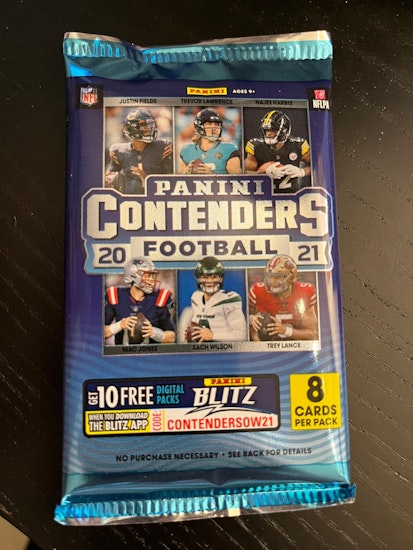 PANINI AGES 9+
NFL
NFLPA
JUSTIN FIELDS TREVOR LAWRENCE NAJEE HARRIS
PANINI
CONTENDERS
20 FOOTBALL 21
MAC JONES ZACH WILSON TREY LANCE
GET 10 FREE DIGITAL PACKS
WHEN YOU DOWNLOAD THE BLITZ APP
PANINI
BLITZ
CODE: CONTENDERSOW21
8
CARDS
PER PACK
NO PURCHASE NECESSARY • SEE BACK FOR DETAILS